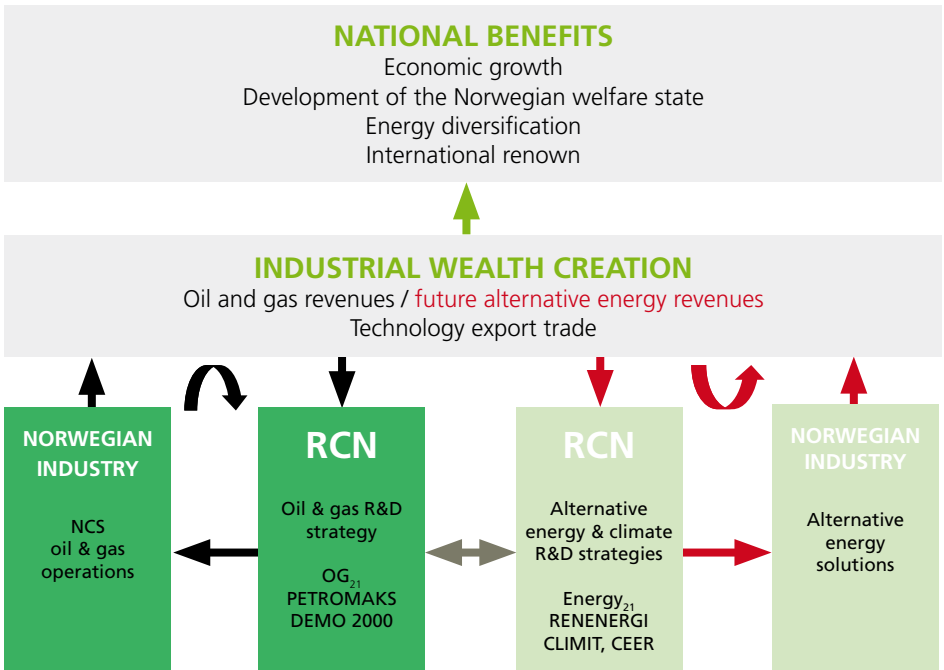 NATIONAL BENEFITS
Economic growth
Development of the Norwegian welfare state
Energy diversification
International renown
INDUSTRIAL WEALTH CREATION
Oil and gas revenues / future alternative energy revenues
Technology export trade
NORWEGIAN
INDUSTRY
NCS
oil & gas
operations
RCN
Oil & gas R&D
strategy
OG21
PETROMAKS
DEMO 2000
RCN
Alternative
energy & climate
R&D strategies
Energy21
RENENERGI
CLIMIT, CEER
NORWEGIAN
INDUSTRY
Alternative
energy
solutions